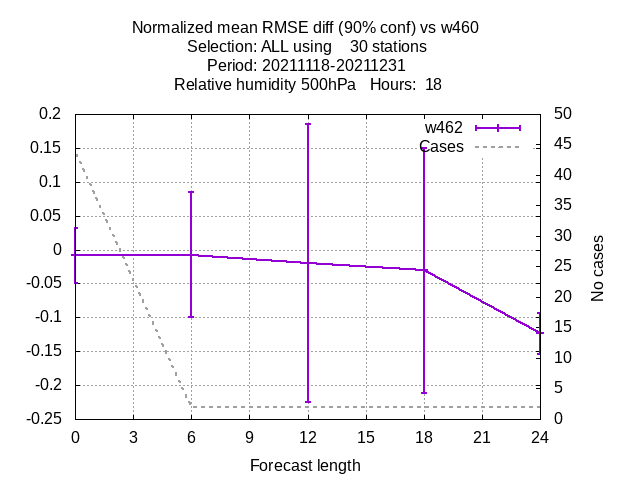 Normalized mean RMSE diff (90% conf) vs w460
Selection: ALL using    30 stations
Period: 20211118-20211231
Relative humidity 500hPa   Hours:  18
0.2
0.15
0.1
0.05
0
-0.05
-0.1
-0.15
-0.2
-0.25
w462
Cases
50
45
40
35
30
25
20
15
10
5
0
No cases
0 3 6 9 12 15 18 21 24
Forecast length